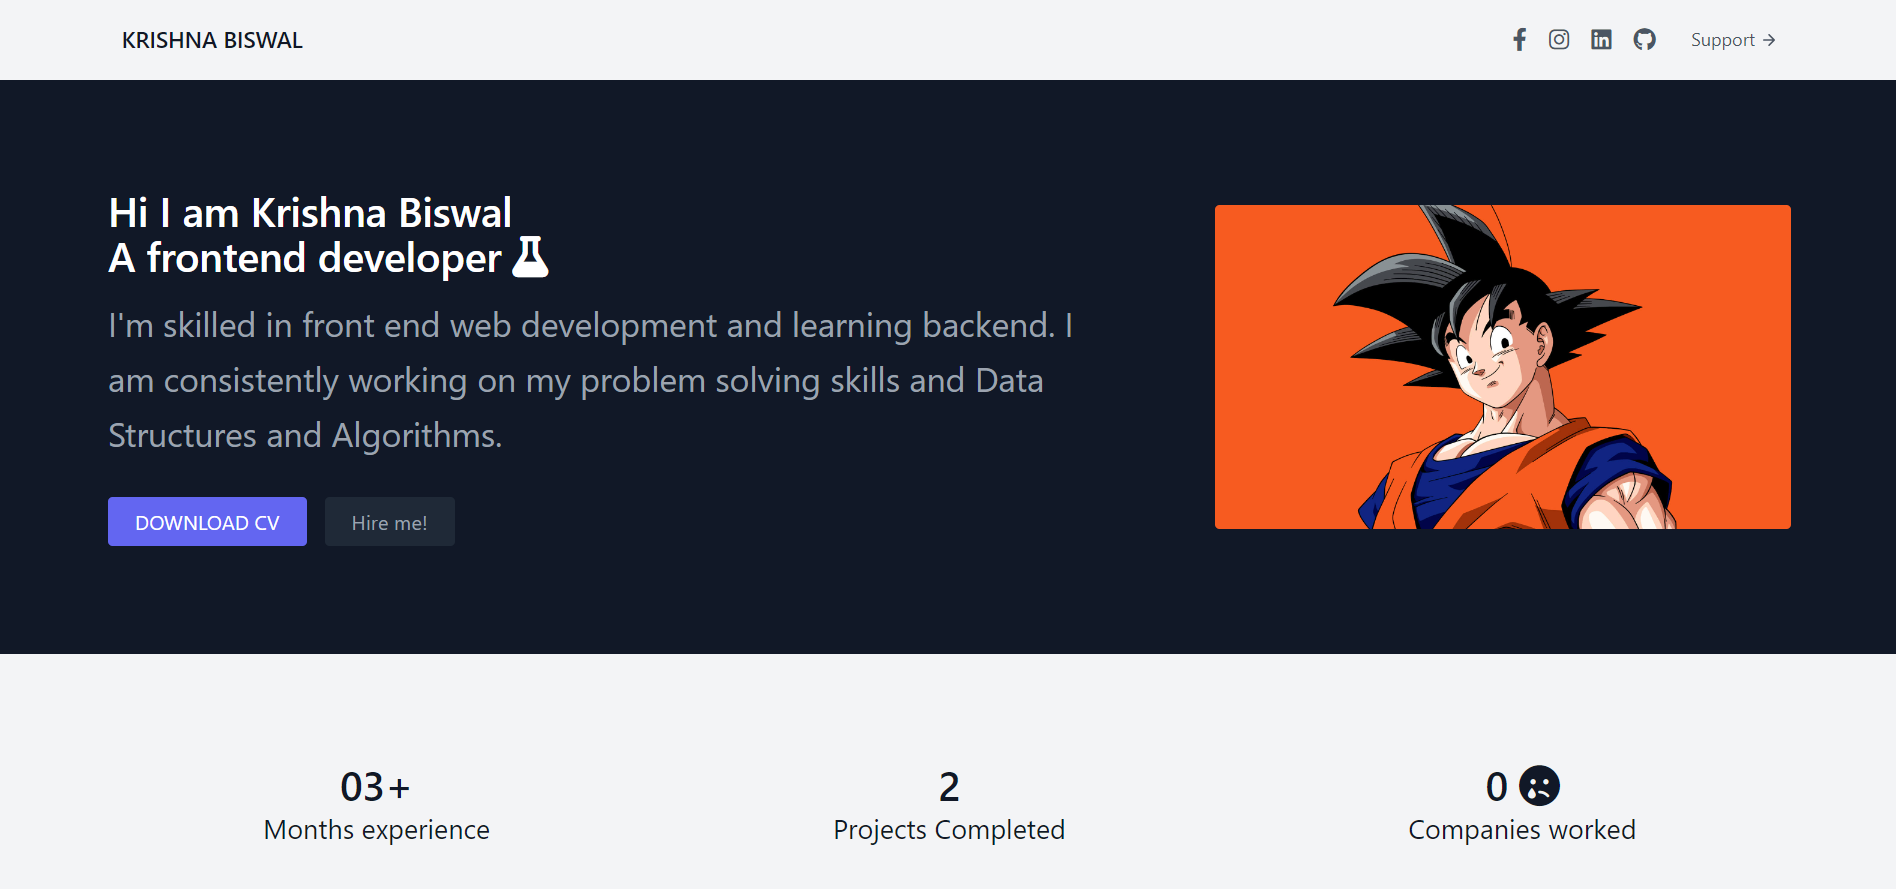 KRISHNA BISWAL
Support →
Hi I am Krishna Biswal
A frontend developer
I'm skilled in front end web development and learning backend. I
am consistently working on my problem solving skills and Data
Structures and Algorithms.
DOWNLOAD CV
Hire me!
03+
Months experience
2
Projects Completed
0
Companies worked